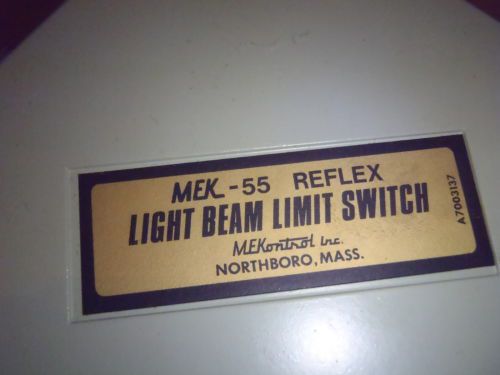 MEK - 55 REFLEX
LIGHT BEAM LIMIT SWITCH
MEKontrol Inc.
NORTHBORO, MASS.
A7003137